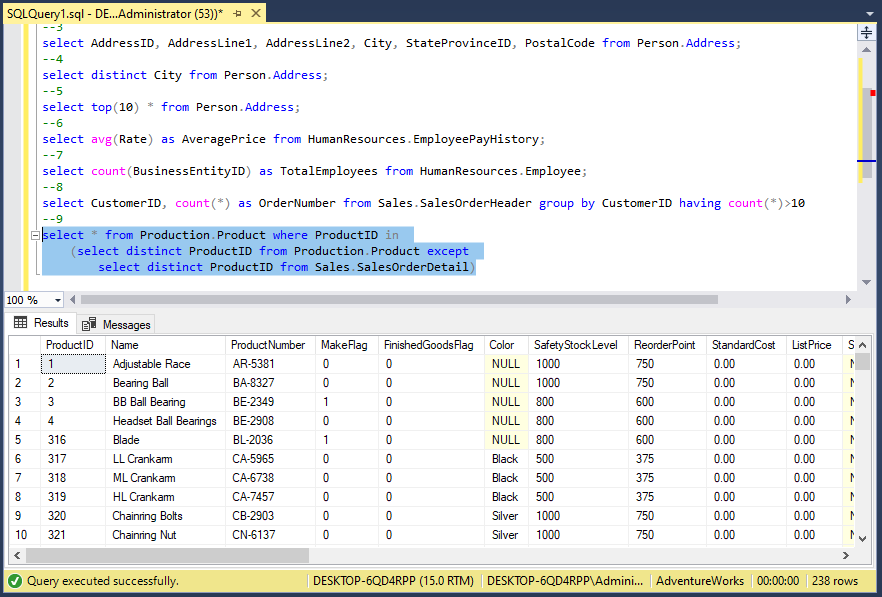 SQLQuery1.sql - DE...Administrator (53))*
--3
select AddressID, AddressLine1, AddressLine2, City, StateProvinceID, PostalCode from Person.Address;
--4
select distinct City from Person.Address;
--5
select top(10) * from Person.Address;
--6
select avg(Rate) as AveragePrice from HumanResources.EmployeePayHistory;
--7
select count(BusinessEntityID) as TotalEmployees from HumanResources.Employee;
--8
select CustomerID, count(*) as OrderNumber from Sales.SalesOrderHeader group by CustomerID having count(*)>10
--9
select * from Production.Product where ProductID in
(select distinct ProductID from Production.Product except
select distinct ProductID from Sales.SalesOrderDetail)
100 %
Results Messages
ProductID Name ProductNumber MakeFlag FinishedGoodsFlag Color SafetyStockLevel ReorderPoint StandardCost ListPrice S
1 1 Adjustable Race AR-5381 0 0 NULL 1000 750 0.00 0.00
2 2 Bearing Ball BA-8327 0 0 NULL 1000 750 0.00 0.00
3 3 BB Ball Bearing BE-2349 1 0 NULL 800 600 0.00 0.00
4 4 Headset Ball Bearings BE-2908 0 0 NULL 800 600 0.00 0.00
5 316 Blade BL-2036 1 0 NULL 800 600 0.00 0.00
6 317 LL Crankarm CA-5965 0 0 Black 500 375 0.00 0.00
7 318 ML Crankarm CA-6738 0 0 Black 500 375 0.00 0.00
8 319 HL Crankarm CA-7457 0 0 Black 500 375 0.00 0.00
9 320 Chainring Bolts CB-2903 0 0 Silver 1000 750 0.00 0.00
10 321 Chainring Nut CN-6137 0 0 Silver 1000 750 0.00 0.00
Query executed successfully. DESKTOP-6QD4RPP (15.0 RTM) DESKTOP-6QD4RPP\Admini... AdventureWorks 00:00:00 238 rows